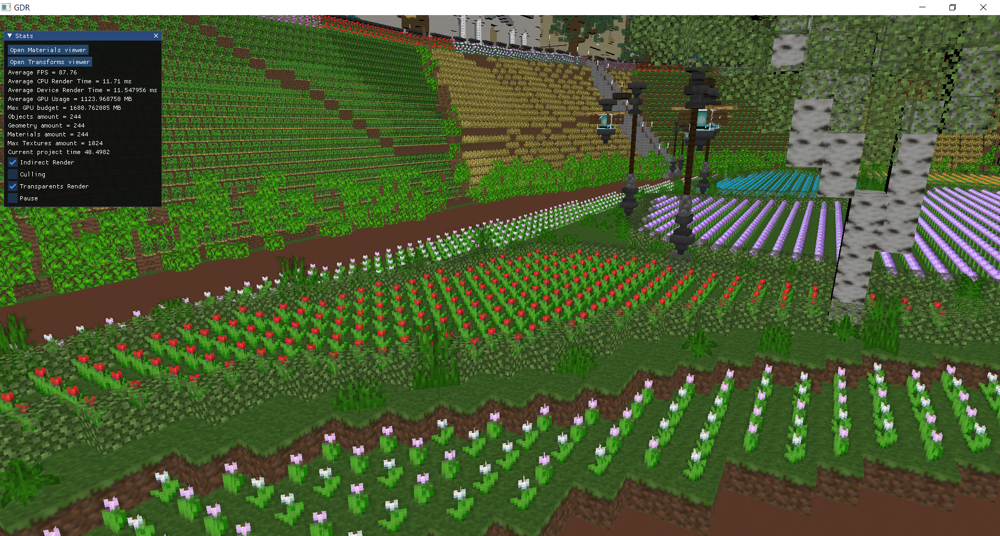 GDR
Stats
Open Materials viewer
Open Transforms viewer
Average FPS = 87.76
Average CPU Render Time = 11.71 ms
Average Device Render Time = 11.547956 ms
Average GPU Usage = 1123.968750 MB
Max GPU budget = 1680.762085 MB
Objects amount = 244
Geometry amount = 244
Materials amount = 244
Max Textures amount = 1024
Current project time 40.4982
Indirect Render
Culling
Transparents Render
Pause